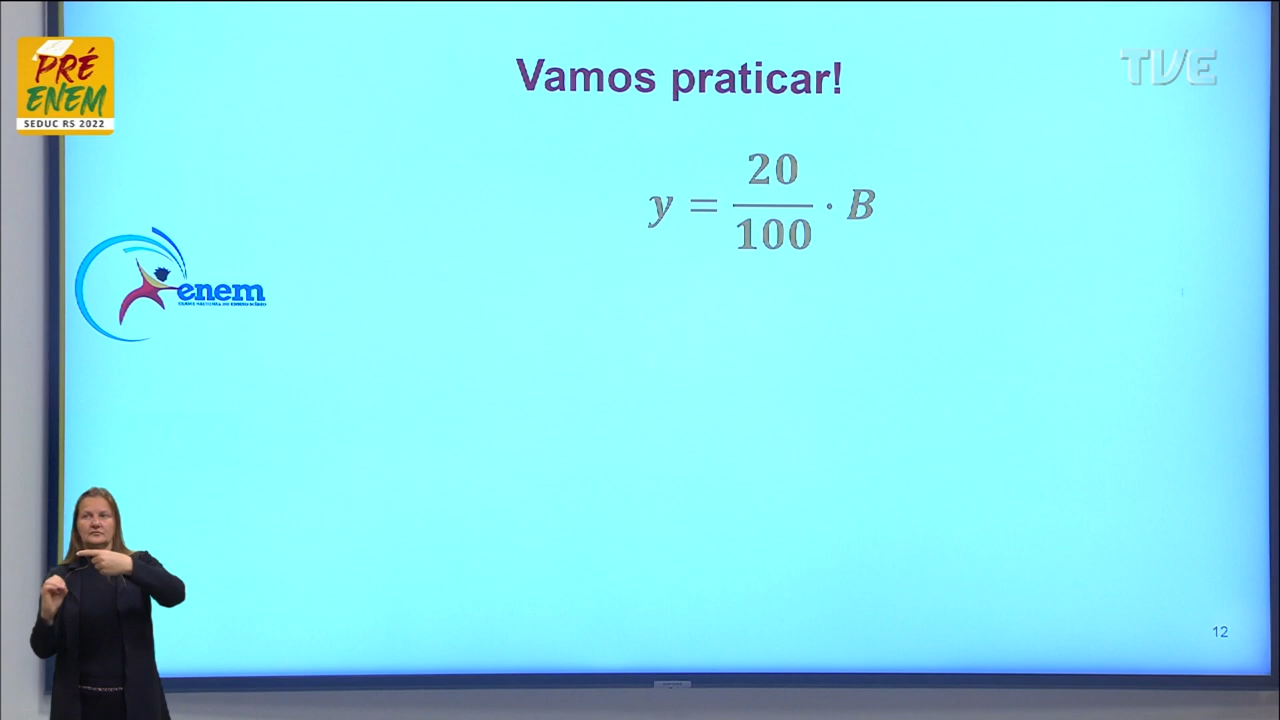 PRÉ
ENEM
SEDUC RS 2022
Vamos praticar!
TVE
y = 20/100 · B
enem
12